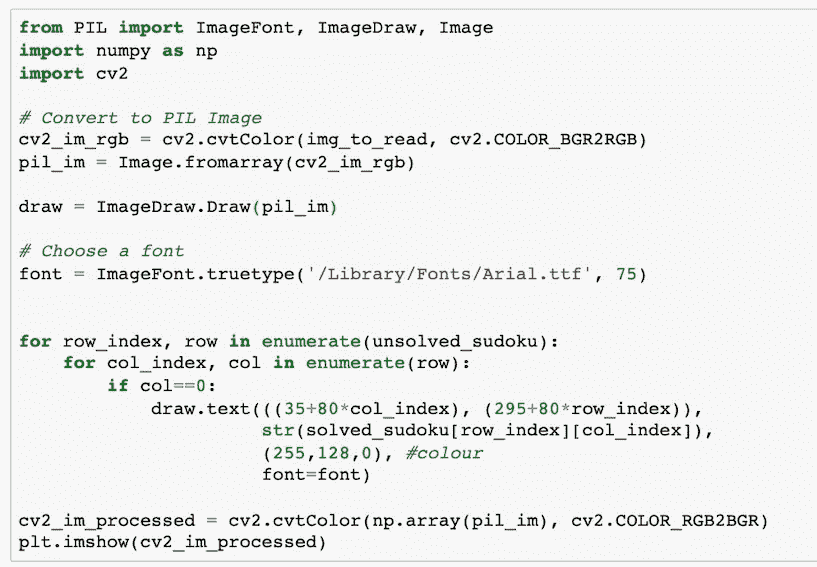 from PIL import ImageFont, ImageDraw, Image
import numpy as np
import cv2

# Convert to PIL Image
cv2_im_rgb = cv2.cvtColor(img_to_read, cv2.COLOR_BGR2RGB)
pil_im = Image.fromarray(cv2_im_rgb)

draw = ImageDraw.Draw(pil_im)

# Choose a font
font = ImageFont.truetype('/Library/Fonts/Arial.ttf', 75)


for row_index, row in enumerate(unsolved_sudoku):
    for col_index, col in enumerate(row):
        if col==0:
            draw.text(((35+80*col_index), (295+80*row_index)),
                      str(solved_sudoku[row_index][col_index]),
                      (255,128,0), #colour
                      font=font)

cv2_im_processed = cv2.cvtColor(np.array(pil_im), cv2.COLOR_RGB2BGR)
plt.imshow(cv2_im_processed)